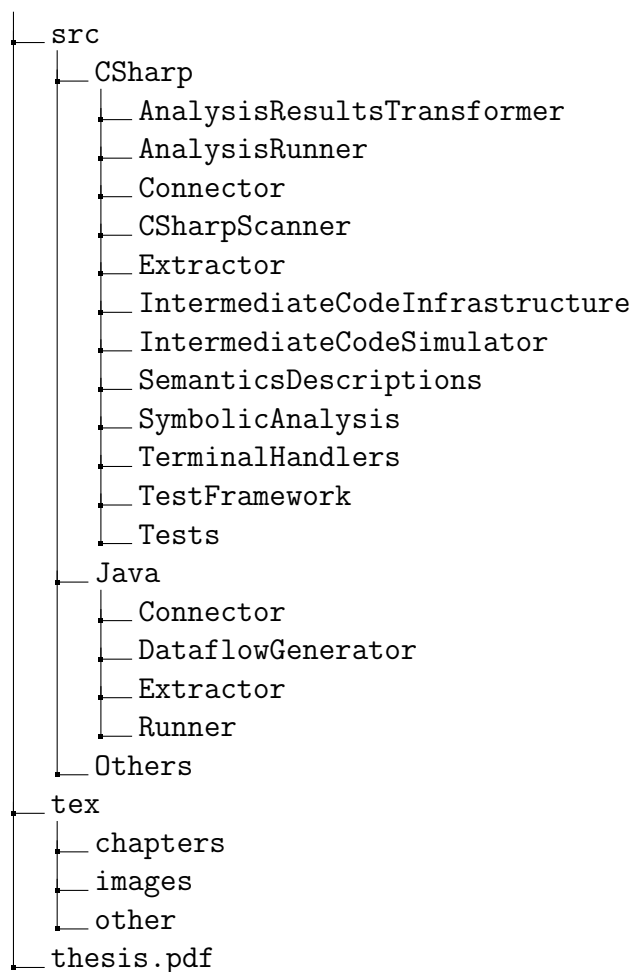 src
CSharp
AnalysisResultsTransformer
AnalysisRunner
Connector
CSharpScanner
Extractor
IntermediateCodeInfrastructure
IntermediateCodeSimulator
SemanticsDescriptions
SymbolicAnalysis
TerminalHandlers
TestFramework
Tests
Java
Connector
DataflowGenerator
Extractor
Runner
Others
tex
chapters
images
other
thesis.pdf